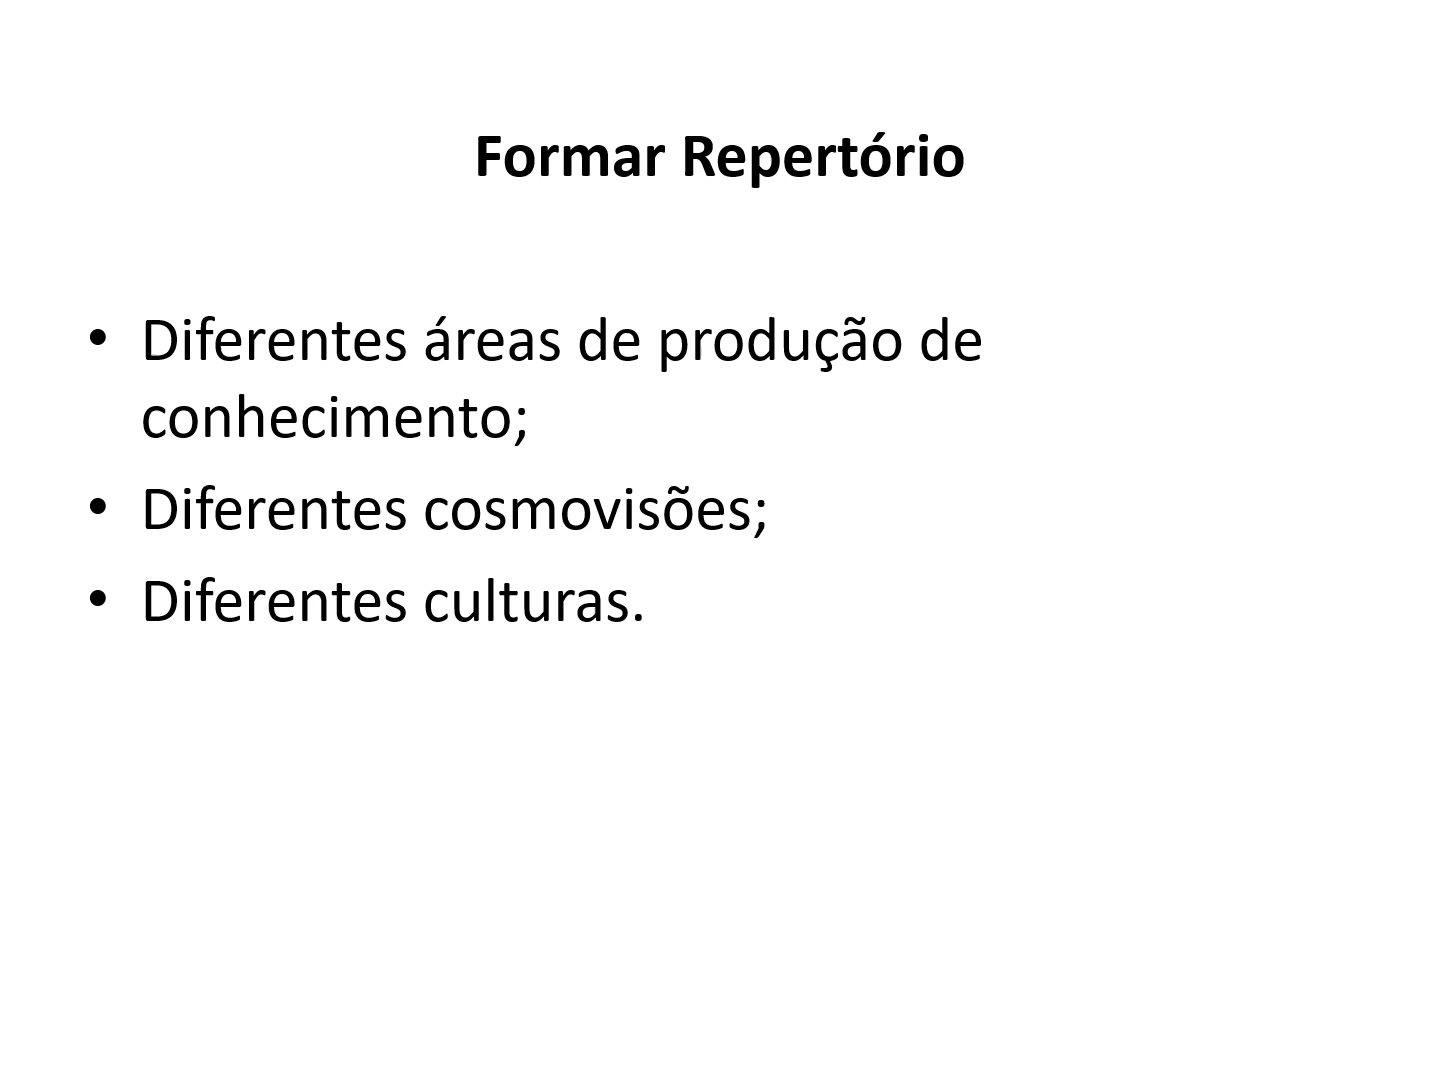 Formar Repertório
• Diferentes áreas de produção de
conhecimento;
• Diferentes cosmovisões;
• Diferentes culturas.